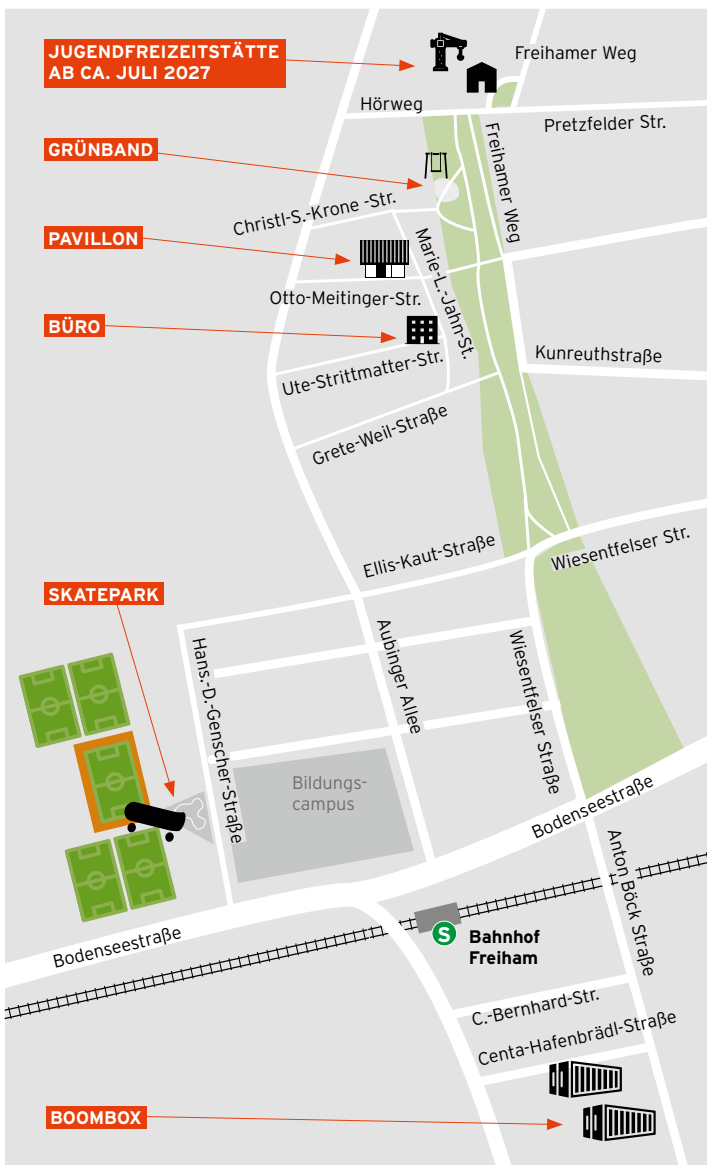 JUGENDFREIZEITSTÄTTE
AB CA. JULI 2027
Freihamer Weg
Hörweg
Pretzfelder Str.
GRÜNBAND
Freihamer Weg
Christl-S.-Krone -Str.
PAVILLON
Marie-L.-Jahn-St.
Otto-Meitinger-Str.
BÜRO
Kunreuthstraße
Ute-Strittmatter-Str.
Grete-Weil-Straße
Ellis-Kaut-Straße
Wiesentfelser Str.
SKATEPARK
Hans.-D.-Genscher-Straße
Aubinger Allee
Wiesentfelser Straße
Bildungs-
campus
Bodenseestraße
Anton Böck Straße
Bodenseestraße
S
Bahnhof
Freiham
C.-Bernhard-Str.
Centa-Hafenbrädl-Straße
BOOMBOX